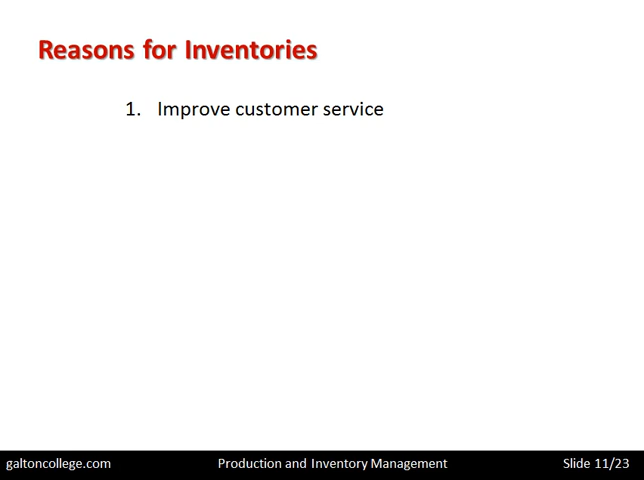 Reasons for Inventories
1. Improve customer service
galtoncollege.com Production and Inventory Management Slide 11/23